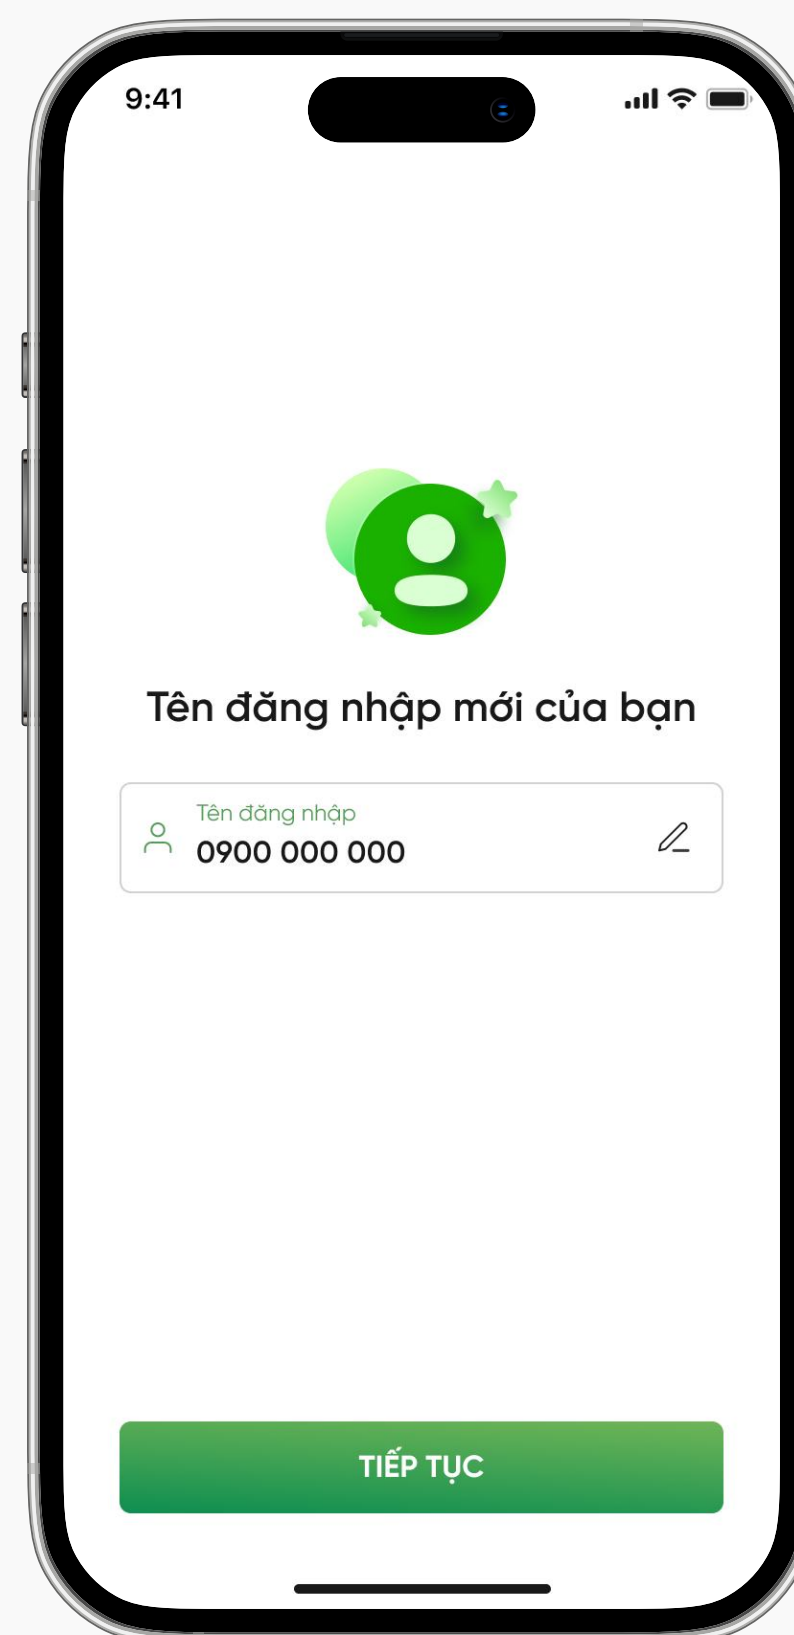 9:41
Tên đăng nhập mới của bạn
Tên đăng nhập
0900 000 000
TIẾP TỤC